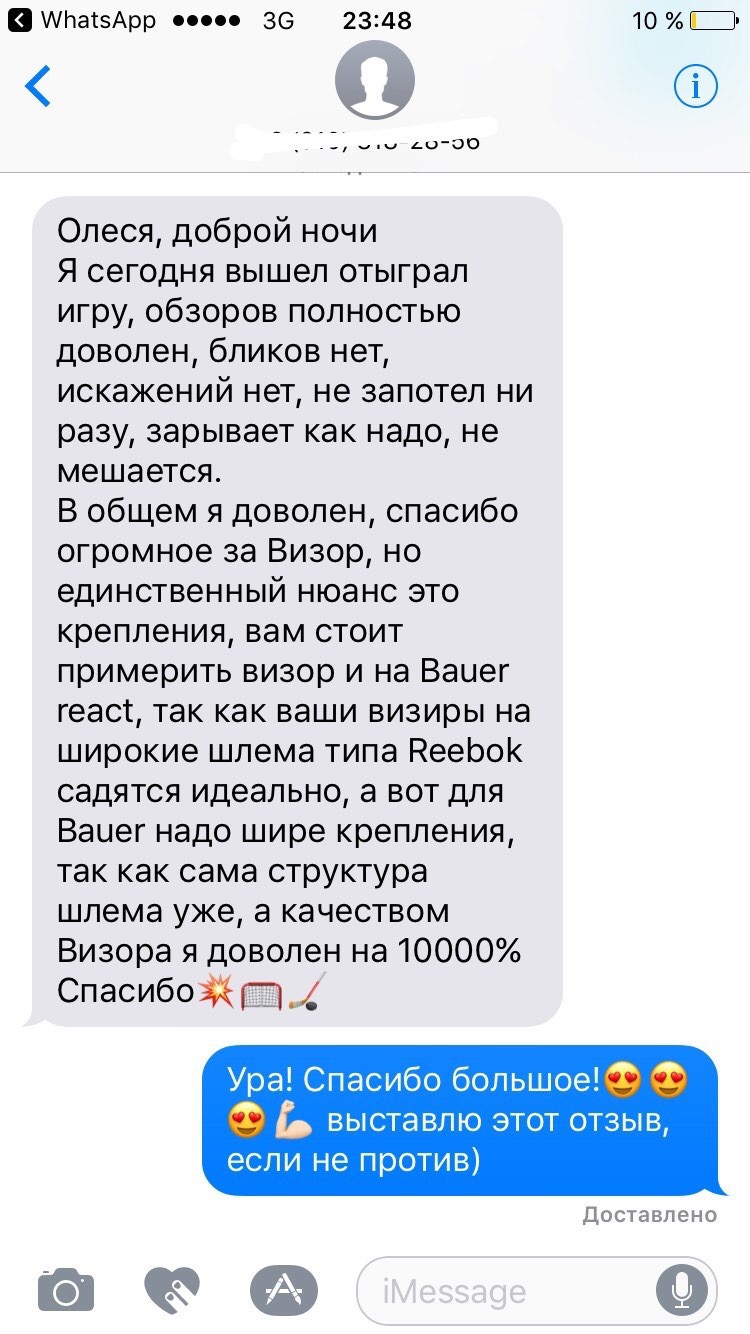 WhatsApp 3G 23:48 10 %
Олеся, доброй ночи
Я сегодня вышел отыграл
игру, обзоров полностью
доволен, бликов нет,
искажений нет, не запотел ни
разу, зарывает как надо, не
мешается.
В общем я доволен, спасибо
огромное за Визор, но
единственный нюанс это
крепления, вам стоит
примерить визор и на Bauer
react, так как ваши визиры на
широкие шлема типа Reebok
садятся идеально, а вот для
Bauer надо шире крепления,
так как сама структура
шлема уже, а качеством
Визора я доволен на 10000%
Спасибо💥🥅🏒
Ура! Спасибо большое!😍😍
😍💪🏻 выставлю этот отзыв,
если не против)
Доставлено
iMessage